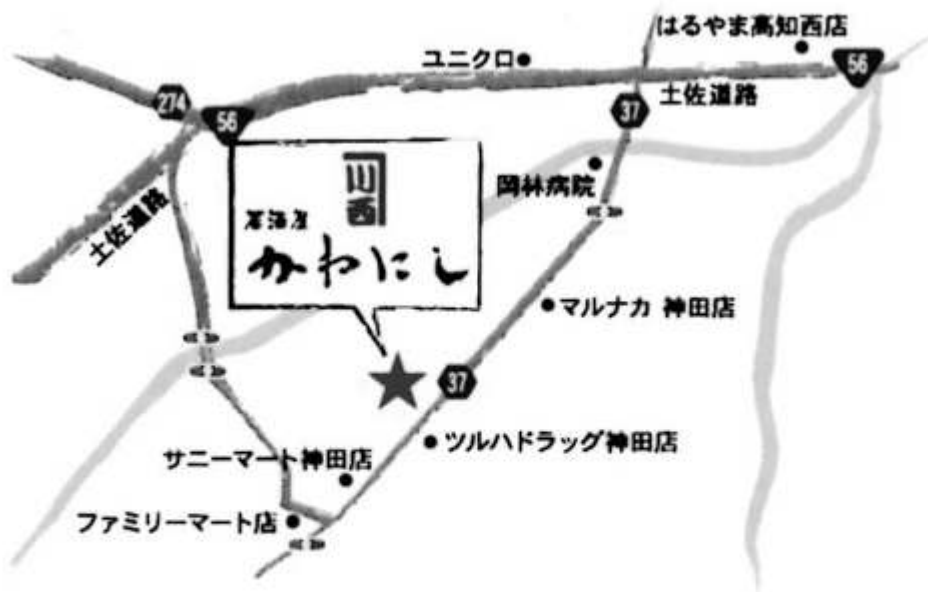 はるやま高知西店
ユニクロ
56
土佐道路
274
56
37
岡林病院
土佐道路
川西
かわにし
マルナカ 神田店
37
ツルハドラッグ神田店
サニーマート神田店
ファミリーマート店